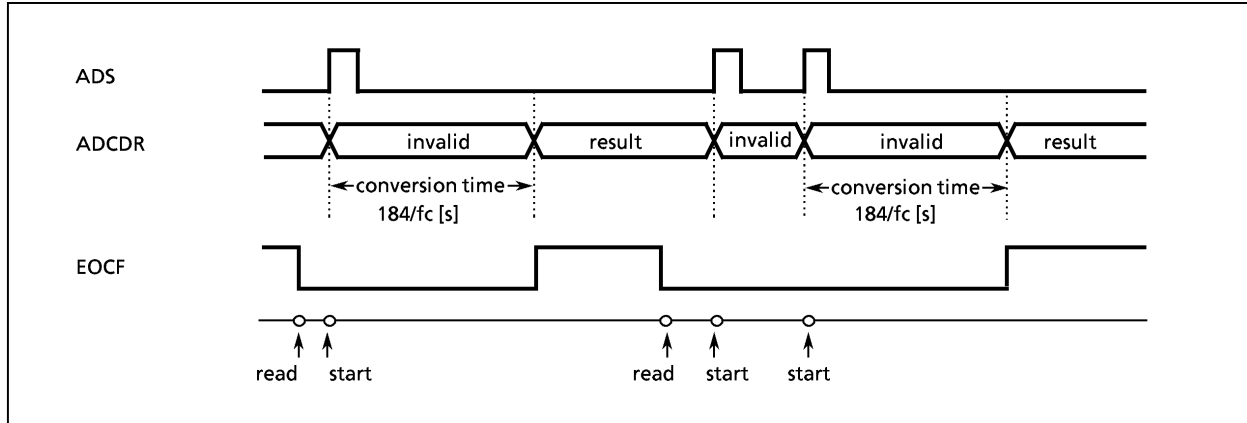 ADS
ADCDR
invalid
result
invalid
invalid
result
conversion time
184/fc [s]
conversion time
184/fc [s]
EOCF
read
start
read
start
start